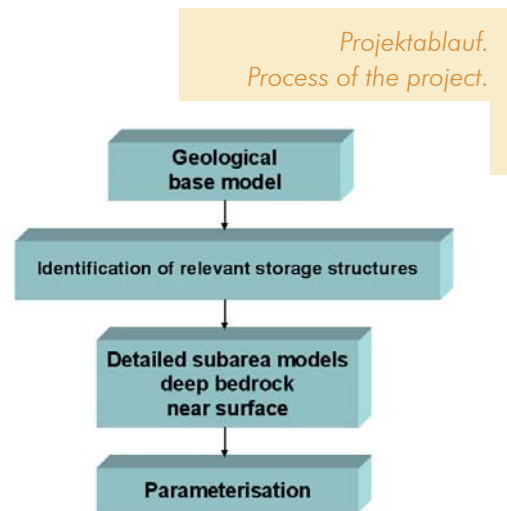 Projektablauf.
Process of the project.
Geological
base model
Identification of relevant storage structures
Detailed subarea models
deep bedrock
near surface
Parameterisation